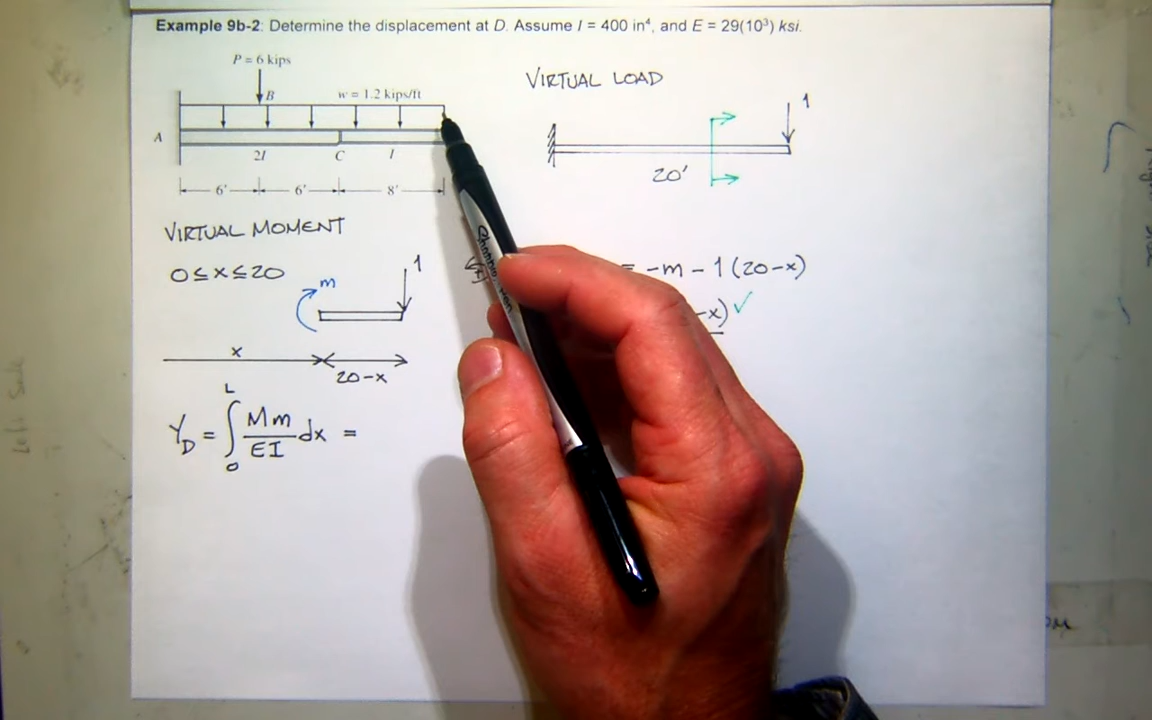 Example 9b-2: Determine the displacement at D. Assume I = 400 in⁴, and E = 29(10³) ksi.
P = 6 kips
B
w = 1.2 kips/ft
A
2I
C
I
6'
6'
8'
VIRTUAL LOAD
1
20'
VIRTUAL MOMENT
0 ≤ x ≤ 20
m
1
x
20-x
= -m - 1(20-x)
-x) ✓
Y_D = ∫₀ᴸ Mm/EI dx =